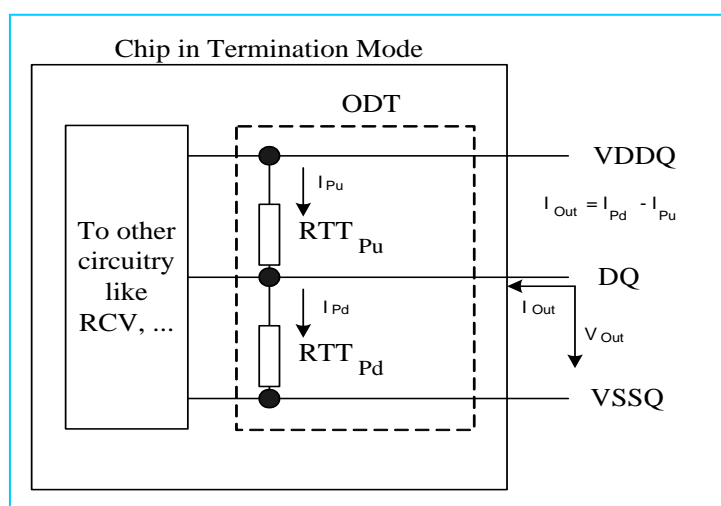 Chip in Termination Mode
ODT
VDDQ
I Pu
I Out = I Pd - I Pu
RTT Pu
To other
circuitry
like
RCV, ...
DQ
I Pd
I Out
V Out
RTT Pd
VSSQ